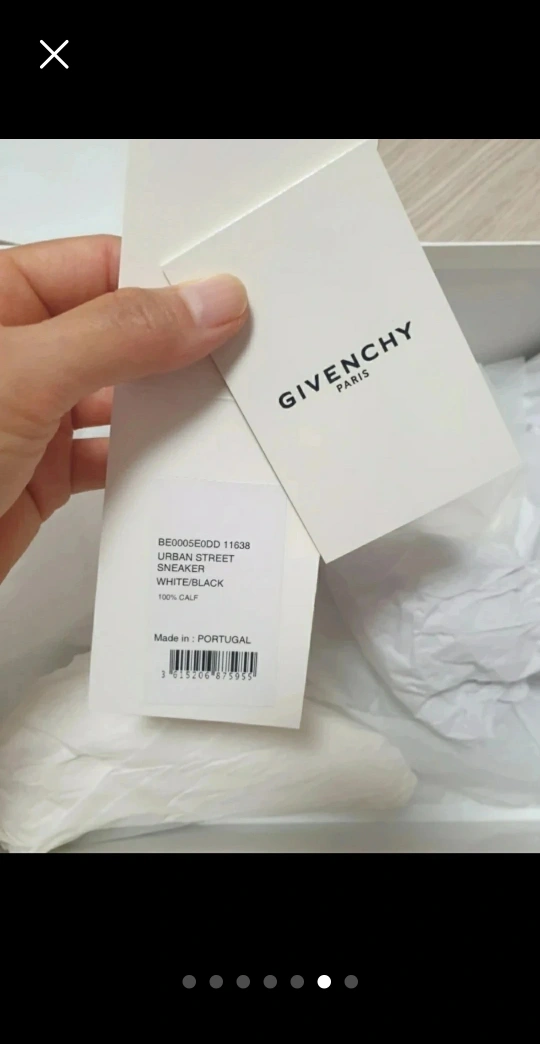 GIVENCHY
PARIS
BE0005E0DD 11638
URBAN STREET
SNEAKER
WHITE/BLACK
100% CALF
Made in : PORTUGAL
3 615206 875955